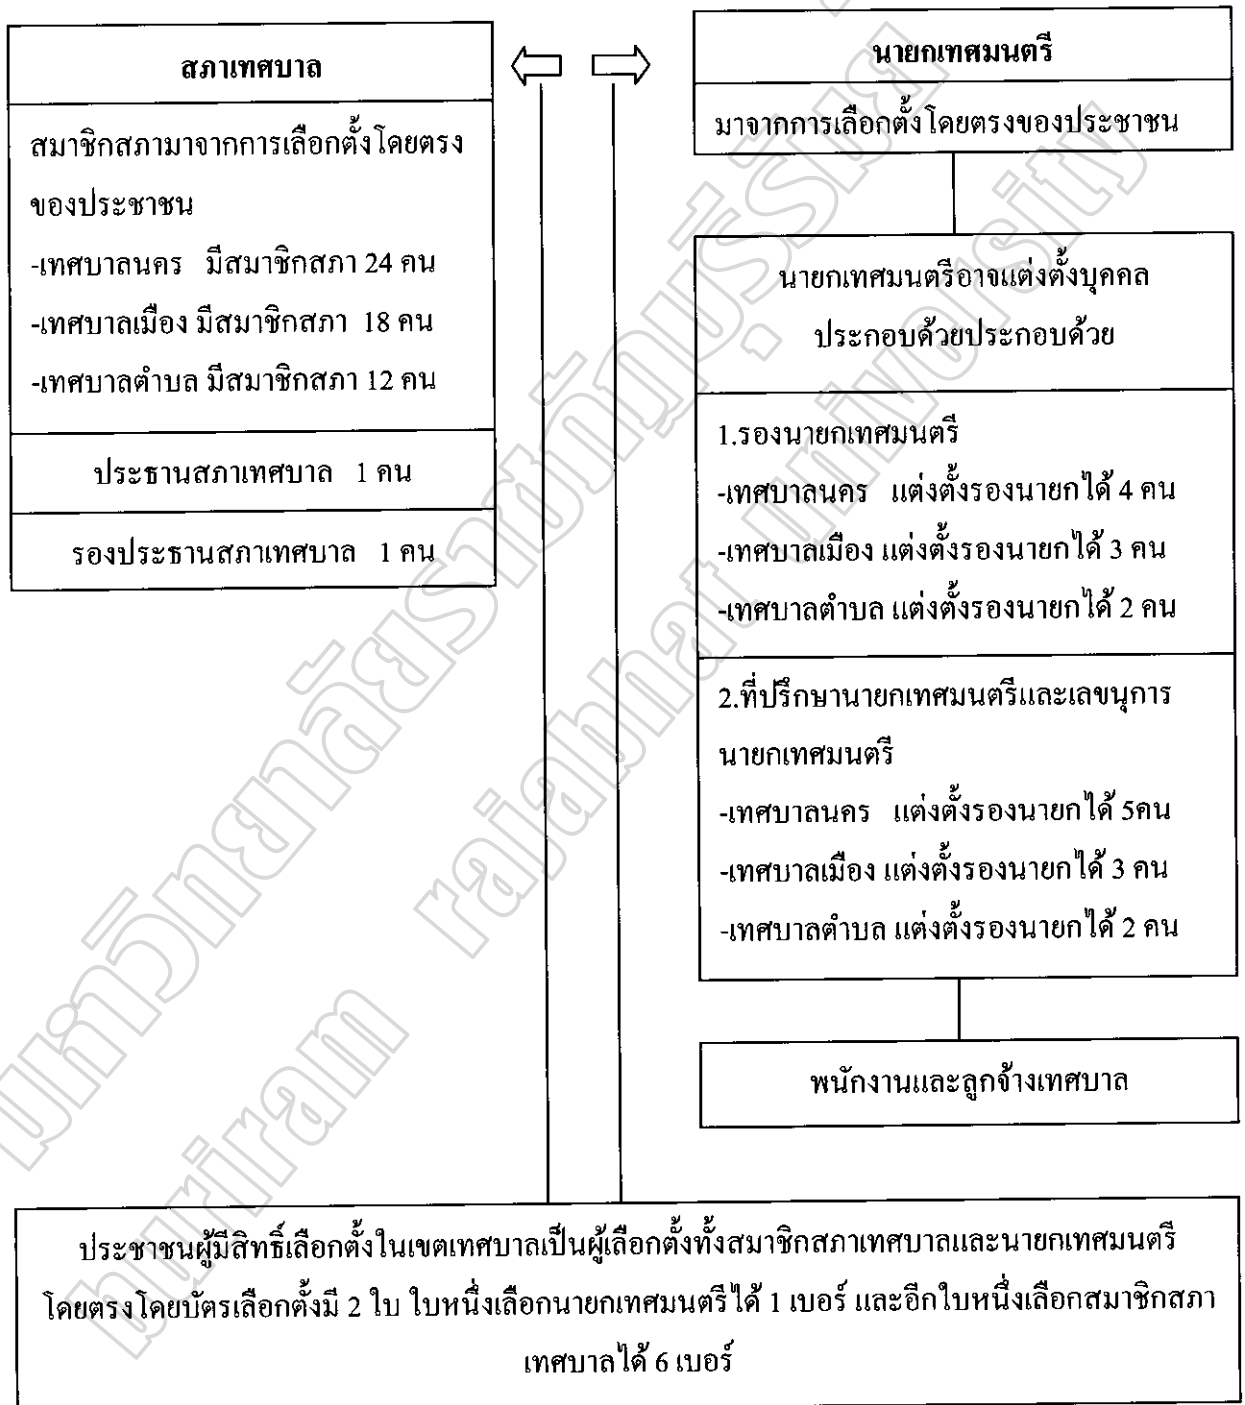 สภาเทศบาล
สมาชิกสภามาจากการเลือกตั้งโดยตรง
ของประชาชน
-เทศบาลนคร มีสมาชิกสภา 24 คน
-เทศบาลเมือง มีสมาชิกสภา 18 คน
-เทศบาลตำบล มีสมาชิกสภา 12 คน
ประธานสภาเทศบาล 1 คน
รองประธานสภาเทศบาล 1 คน
นายกเทศมนตรี
มาจากการเลือกตั้งโดยตรงของประชาชน
นายกเทศมนตรีอาจแต่งตั้งบุคคล
ประกอบด้วยประกอบด้วย
1.รองนายกเทศมนตรี
-เทศบาลนคร แต่งตั้งรองนายกได้ 4 คน
-เทศบาลเมือง แต่งตั้งรองนายกได้ 3 คน
-เทศบาลตำบล แต่งตั้งรองนายกได้ 2 คน
2.ที่ปรึกษานายกเทศมนตรีและเลขนุการ
นายกเทศมนตรี
-เทศบาลนคร แต่งตั้งรองนายกได้ 5คน
-เทศบาลเมือง แต่งตั้งรองนายกได้ 3 คน
-เทศบาลตำบล แต่งตั้งรองนายกได้ 2 คน
พนักงานและลูกจ้างเทศบาล
ประชาชนผู้มีสิทธิ์เลือกตั้งในเขตเทศบาลเป็นผู้เลือกตั้งทั้งสมาชิกสภาเทศบาลและนายกเทศมนตรี
โดยตรงโดยบัตรเลือกตั้งมี 2 ใบ ใบหนึ่งเลือกนายกเทศมนตรีได้ 1 เบอร์ และอีกใบหนึ่งเลือกสมาชิกสภา
เทศบาลได้ 6 เบอร์
มหาวิทยาลัยราชภัฏบุรีรัมย์
buriram rajabhat university